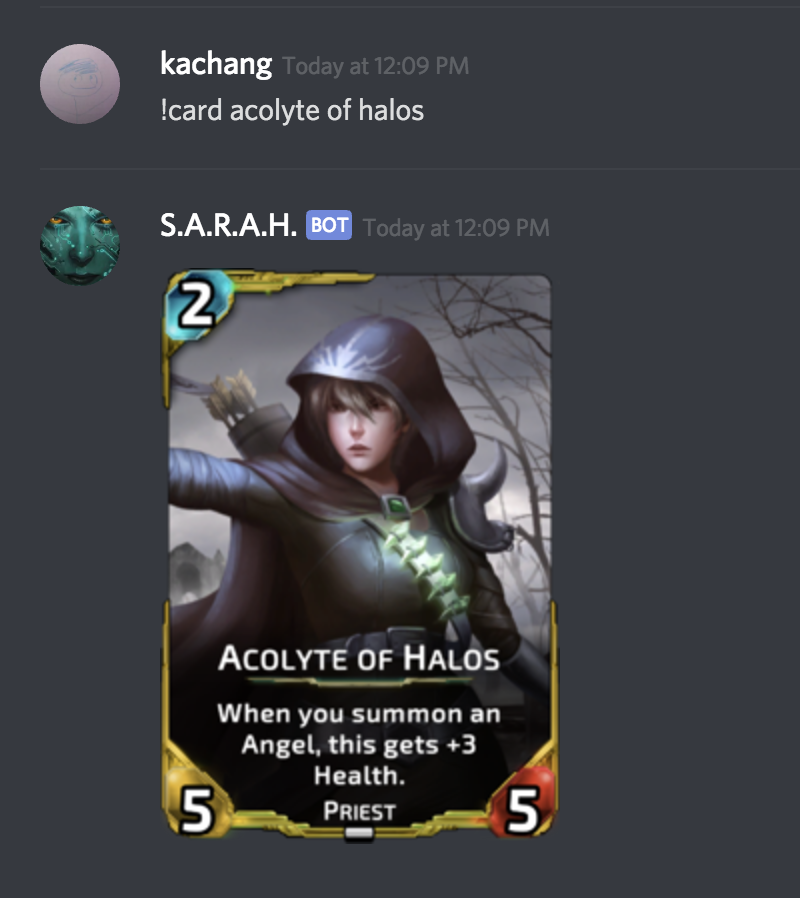 kachang Today at 12:09 PM
!card acolyte of halos
S.A.R.A.H. BOT Today at 12:09 PM
2
Acolyte of Halos
When you summon an
Angel, this gets +3
Health.
5 Priest 5